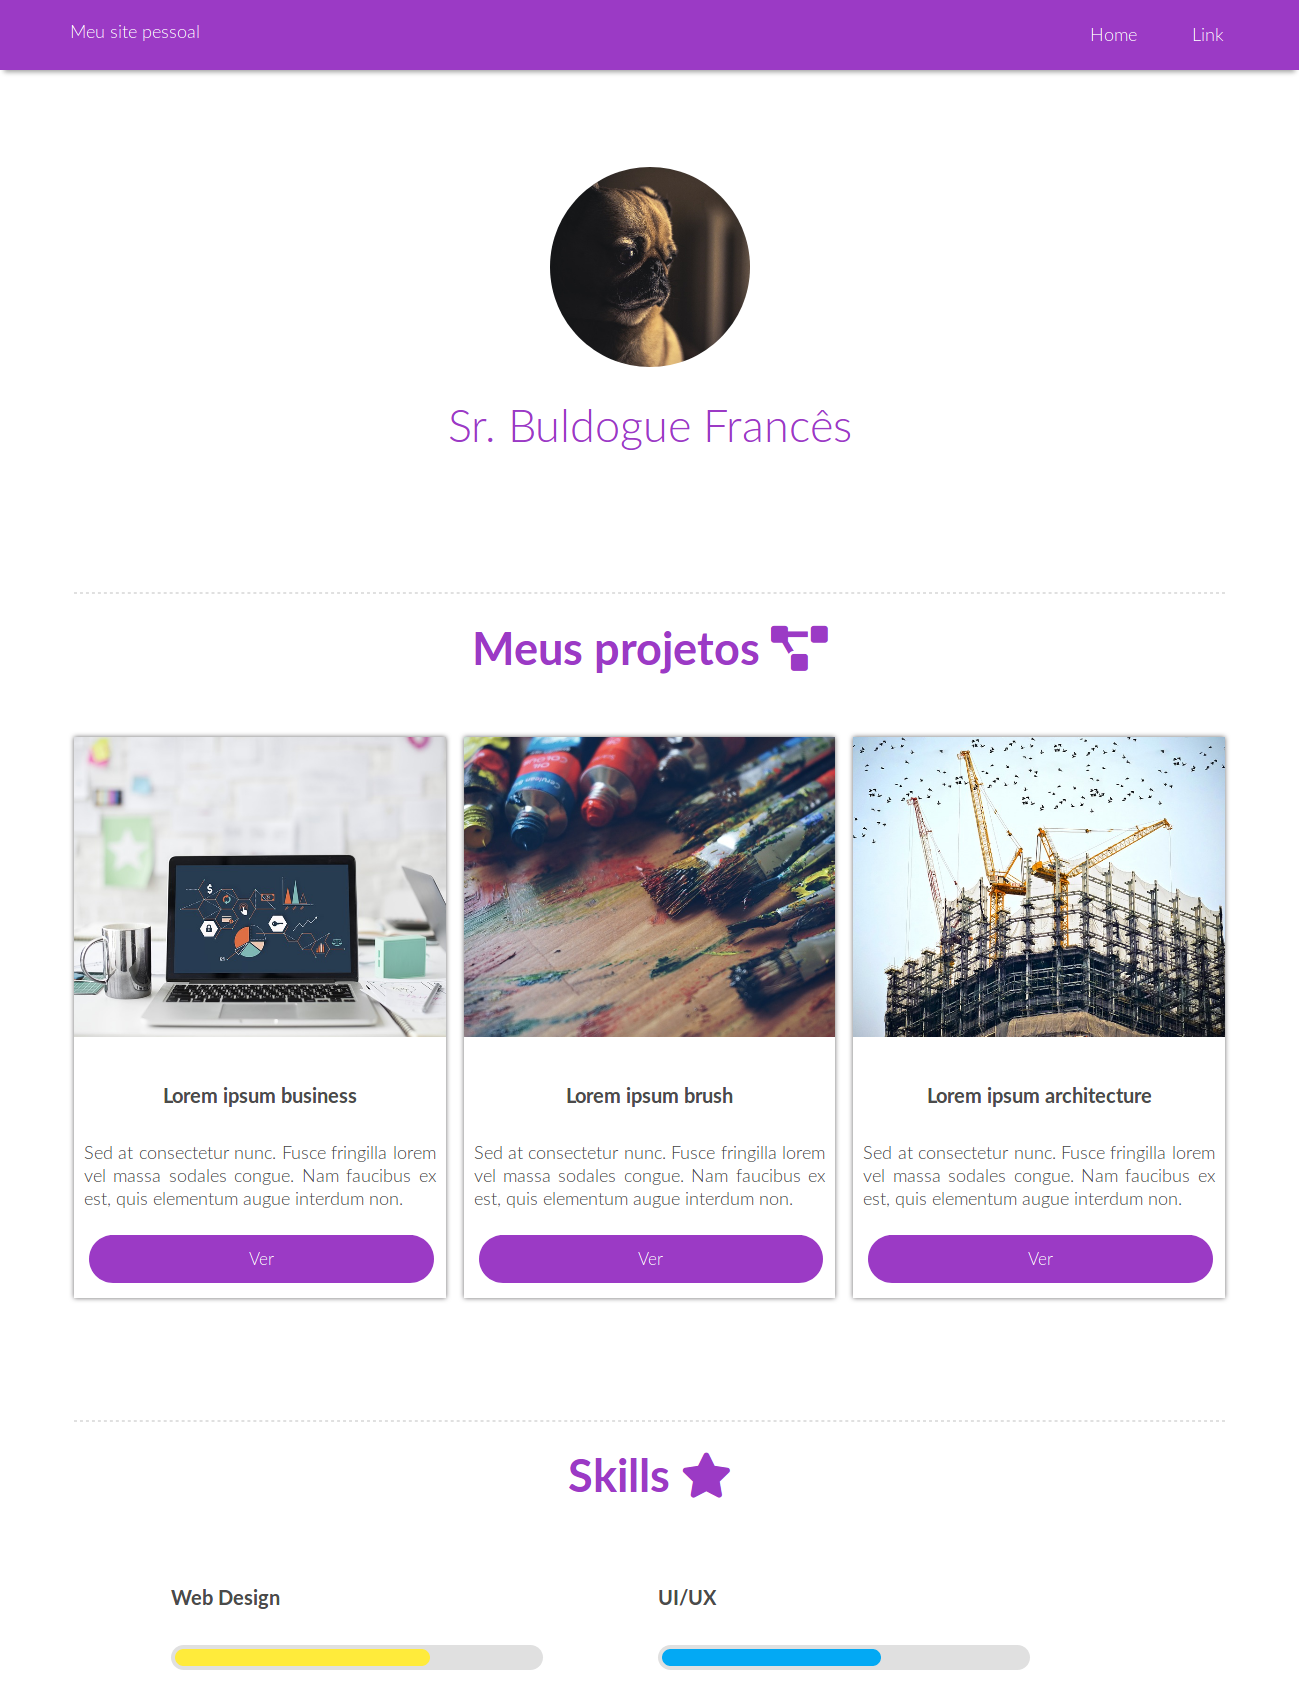 Meu site pessoal
Home
Link
Sr. Buldogue Francês
Meus projetos
Lorem ipsum business
Sed at consectetur nunc. Fusce fringilla lorem
vel massa sodales congue. Nam faucibus ex
est, quis elementum augue interdum non.
Ver
Lorem ipsum brush
Sed at consectetur nunc. Fusce fringilla lorem
vel massa sodales congue. Nam faucibus ex
est, quis elementum augue interdum non.
Ver
Lorem ipsum architecture
Sed at consectetur nunc. Fusce fringilla lorem
vel massa sodales congue. Nam faucibus ex
est, quis elementum augue interdum non.
Ver
Skills
Web Design
UI/UX